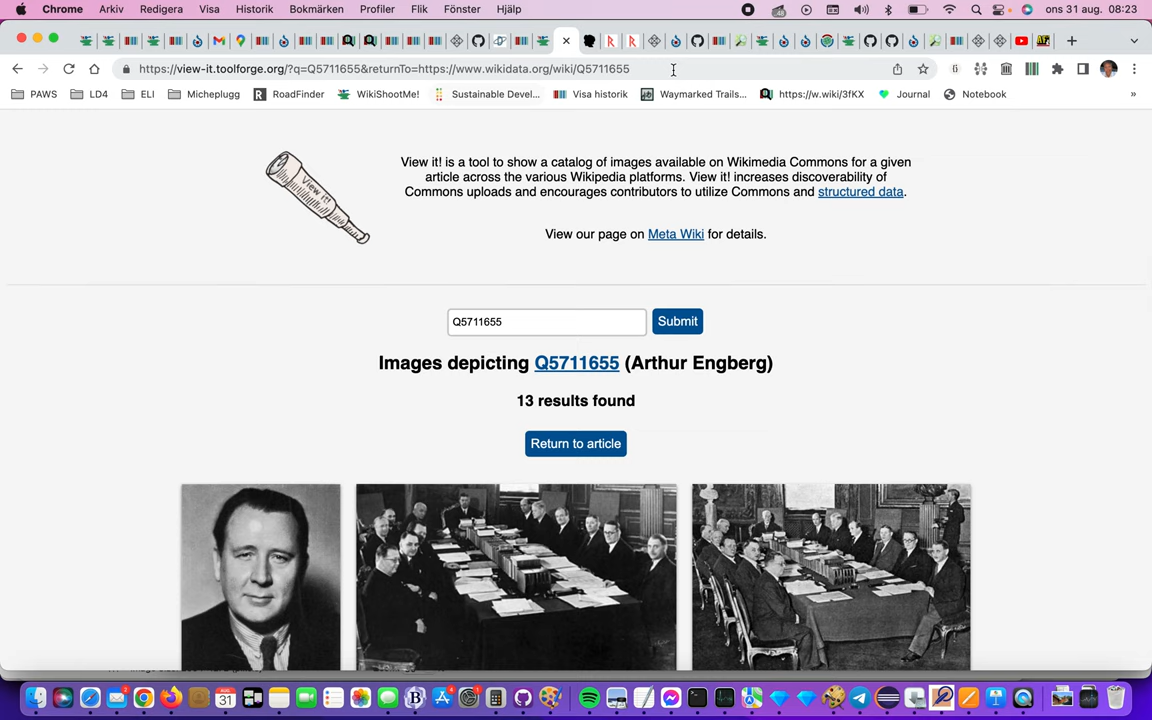 Chrome Arkiv Redigera Visa Historik Bokmärken Profiler Flik Fönster Hjälp ons 31 aug. 08:23
https://view-it.toolforge.org/?q=Q5711655&returnTo=https://www.wikidata.org/wiki/Q5711655
PAWS LD4 ELI Micheplugg RoadFinder WikiShootMe! Sustainable Devel... Visa historik Waymarked Trails... https://w.wiki/3fKX Journal Notebook »
View it! is a tool to show a catalog of images available on Wikimedia Commons for a given
article across the various Wikipedia platforms. View it! increases discoverability of
Commons uploads and encourages contributors to utilize Commons and structured data.
View it!
View our page on Meta Wiki for details.
Q5711655 Submit
Images depicting Q5711655 (Arthur Engberg)
13 results found
Return to article